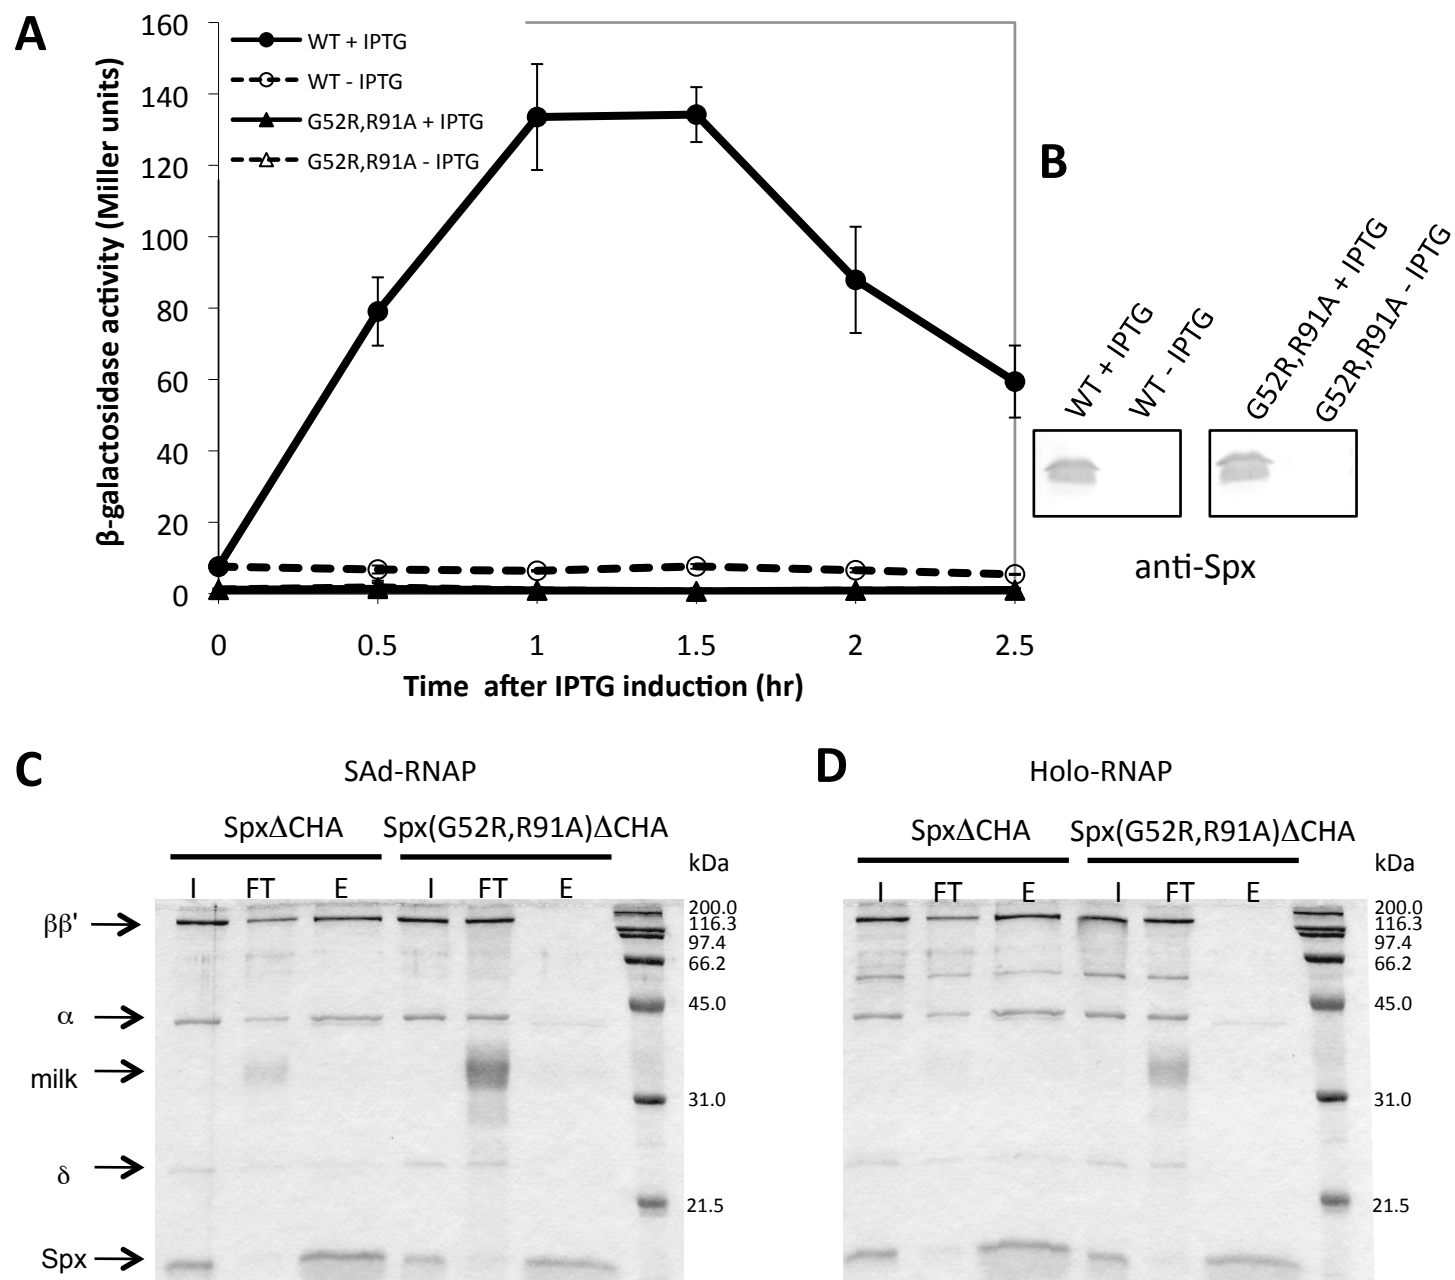 A
160
140
120
100
80
60
40
20
0
β-galactosidase activity (Miller units)
WT + IPTG
WT - IPTG
G52R,R91A + IPTG
G52R,R91A - IPTG
0 0.5 1 1.5 2 2.5
Time after IPTG induction (hr)
B
WT + IPTG
WT - IPTG
G52R,R91A + IPTG
G52R,R91A - IPTG
anti-Spx
C
SAd-RNAP
SpxΔCHA Spx(G52R,R91A)ΔCHA
kDa
I FT E I FT E
ββ'
α
milk
δ
Spx
200.0
116.3
97.4
66.2
45.0
31.0
21.5
D
Holo-RNAP
SpxΔCHA Spx(G52R,R91A)ΔCHA
kDa
I FT E I FT E
200.0
116.3
97.4
66.2
45.0
31.0
21.5